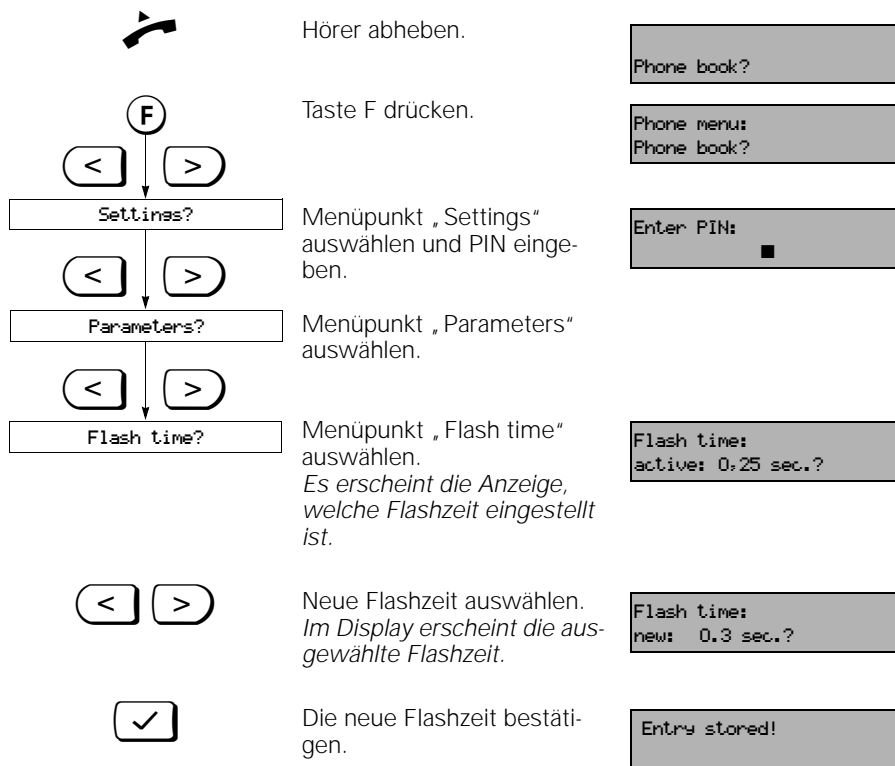 Hörer abheben.
Phone book?
F
Taste F drücken.
Phone menu:
Phone book?
< >
Settings?
Menüpunkt „Settings“
auswählen und PIN einge-
ben.
Enter PIN:
< >
Parameters?
Menüpunkt „Parameters“
auswählen.
< >
Flash time?
Menüpunkt „Flash time“
auswählen.
Es erscheint die Anzeige,
welche Flashzeit eingestellt
ist.
Flash time:
active: 0,25 sec.?
< >
Neue Flashzeit auswählen.
Im Display erscheint die aus-
gewählte Flashzeit.
Flash time:
new: 0.3 sec.?
Die neue Flashzeit bestäti-
gen.
Entry stored!